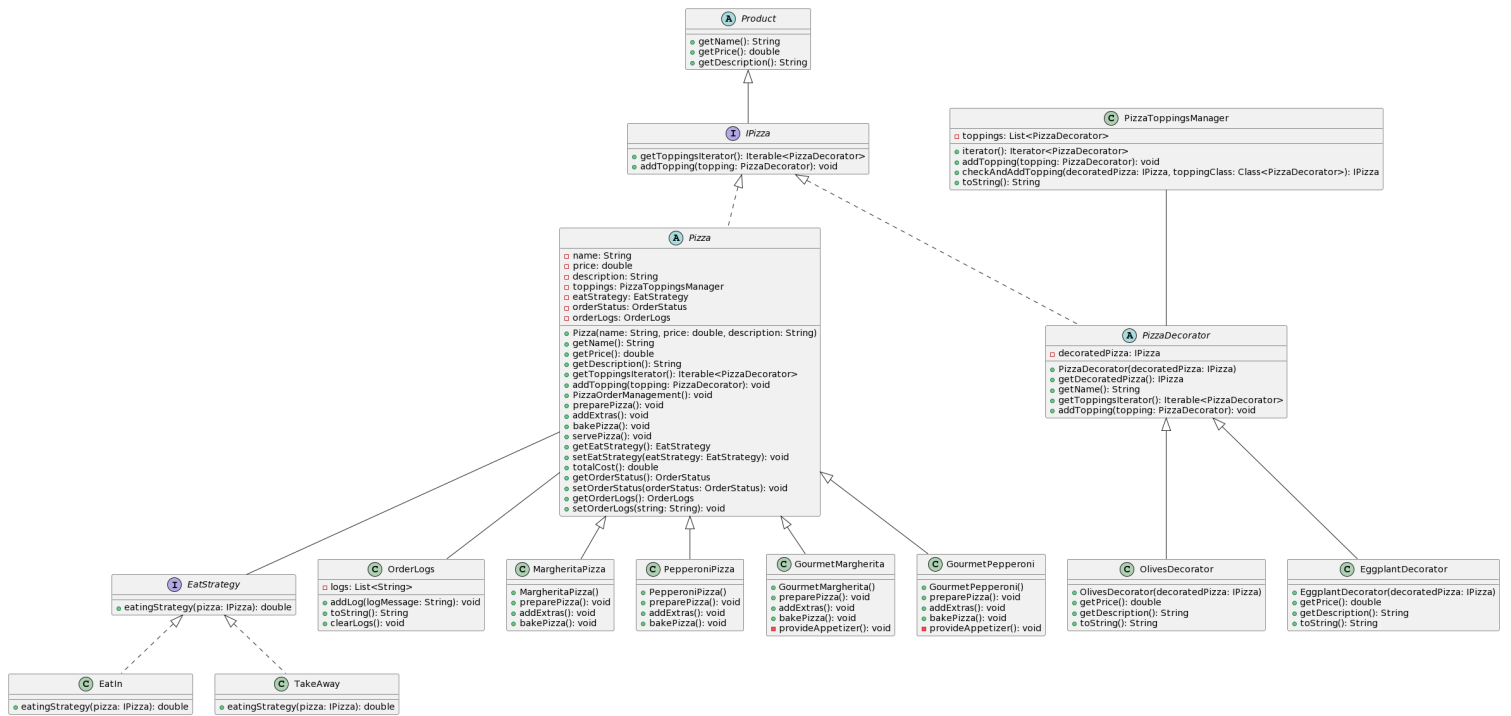 A Product
getName(): String
getPrice(): double
getDescription(): String
I IPizza
getToppingsIterator(): Iterable<PizzaDecorator>
addTopping(topping: PizzaDecorator): void
C PizzaToppingsManager
toppings: List<PizzaDecorator>
iterator(): Iterator<PizzaDecorator>
addTopping(topping: PizzaDecorator): void
checkAndAddTopping(decoratedPizza: IPizza, toppingClass: Class<PizzaDecorator>): IPizza
toString(): String
A Pizza
name: String
price: double
description: String
toppings: PizzaToppingsManager
eatStrategy: EatStrategy
orderStatus: OrderStatus
orderLogs: OrderLogs
Pizza(name: String, price: double, description: String)
getName(): String
getPrice(): double
getDescription(): String
getToppingsIterator(): Iterable<PizzaDecorator>
addTopping(topping: PizzaDecorator): void
PizzaOrderManagement(): void
preparePizza(): void
addExtras(): void
bakePizza(): void
servePizza(): void
getEatStrategy(): EatStrategy
setEatStrategy(eatStrategy: EatStrategy): void
totalCost(): double
getOrderStatus(): OrderStatus
setOrderStatus(orderStatus: OrderStatus): void
getOrderLogs(): OrderLogs
setOrderLogs(string: String): void
A PizzaDecorator
decoratedPizza: IPizza
PizzaDecorator(decoratedPizza: IPizza)
getDecoratedPizza(): IPizza
getName(): String
getToppingsIterator(): Iterable<PizzaDecorator>
addTopping(topping: PizzaDecorator): void
I EatStrategy
eatingStrategy(pizza: IPizza): double
C OrderLogs
logs: List<String>
addLog(logMessage: String): void
toString(): String
clearLogs(): void
C MargheritaPizza
MargheritaPizza()
preparePizza(): void
addExtras(): void
bakePizza(): void
C PepperoniPizza
PepperoniPizza()
preparePizza(): void
addExtras(): void
bakePizza(): void
C GourmetMargherita
GourmetMargherita()
preparePizza(): void
addExtras(): void
bakePizza(): void
provideAppetizer(): void
C GourmetPepperoni
GourmetPepperoni()
preparePizza(): void
addExtras(): void
bakePizza(): void
provideAppetizer(): void
C OlivesDecorator
OlivesDecorator(decoratedPizza: IPizza)
getPrice(): double
getDescription(): String
toString(): String
C EggplantDecorator
EggplantDecorator(decoratedPizza: IPizza)
getPrice(): double
getDescription(): String
toString(): String
C EatIn
eatingStrategy(pizza: IPizza): double
C TakeAway
eatingStrategy(pizza: IPizza): double